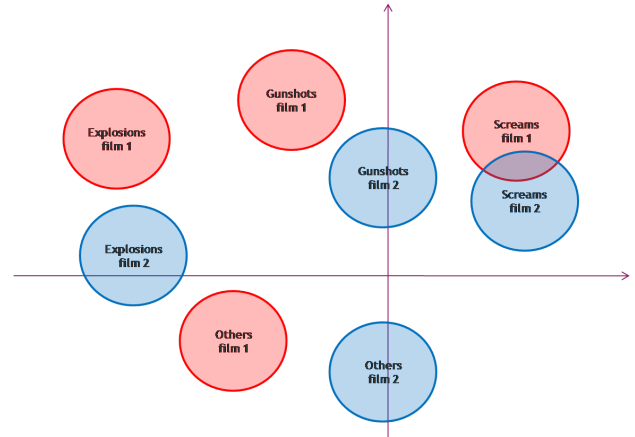 Gunshots
film 1
Explosions
film 1
Screams
film 1
Gunshots
film 2
Screams
film 2
Explosions
film 2
Others
film 1
Others
film 2